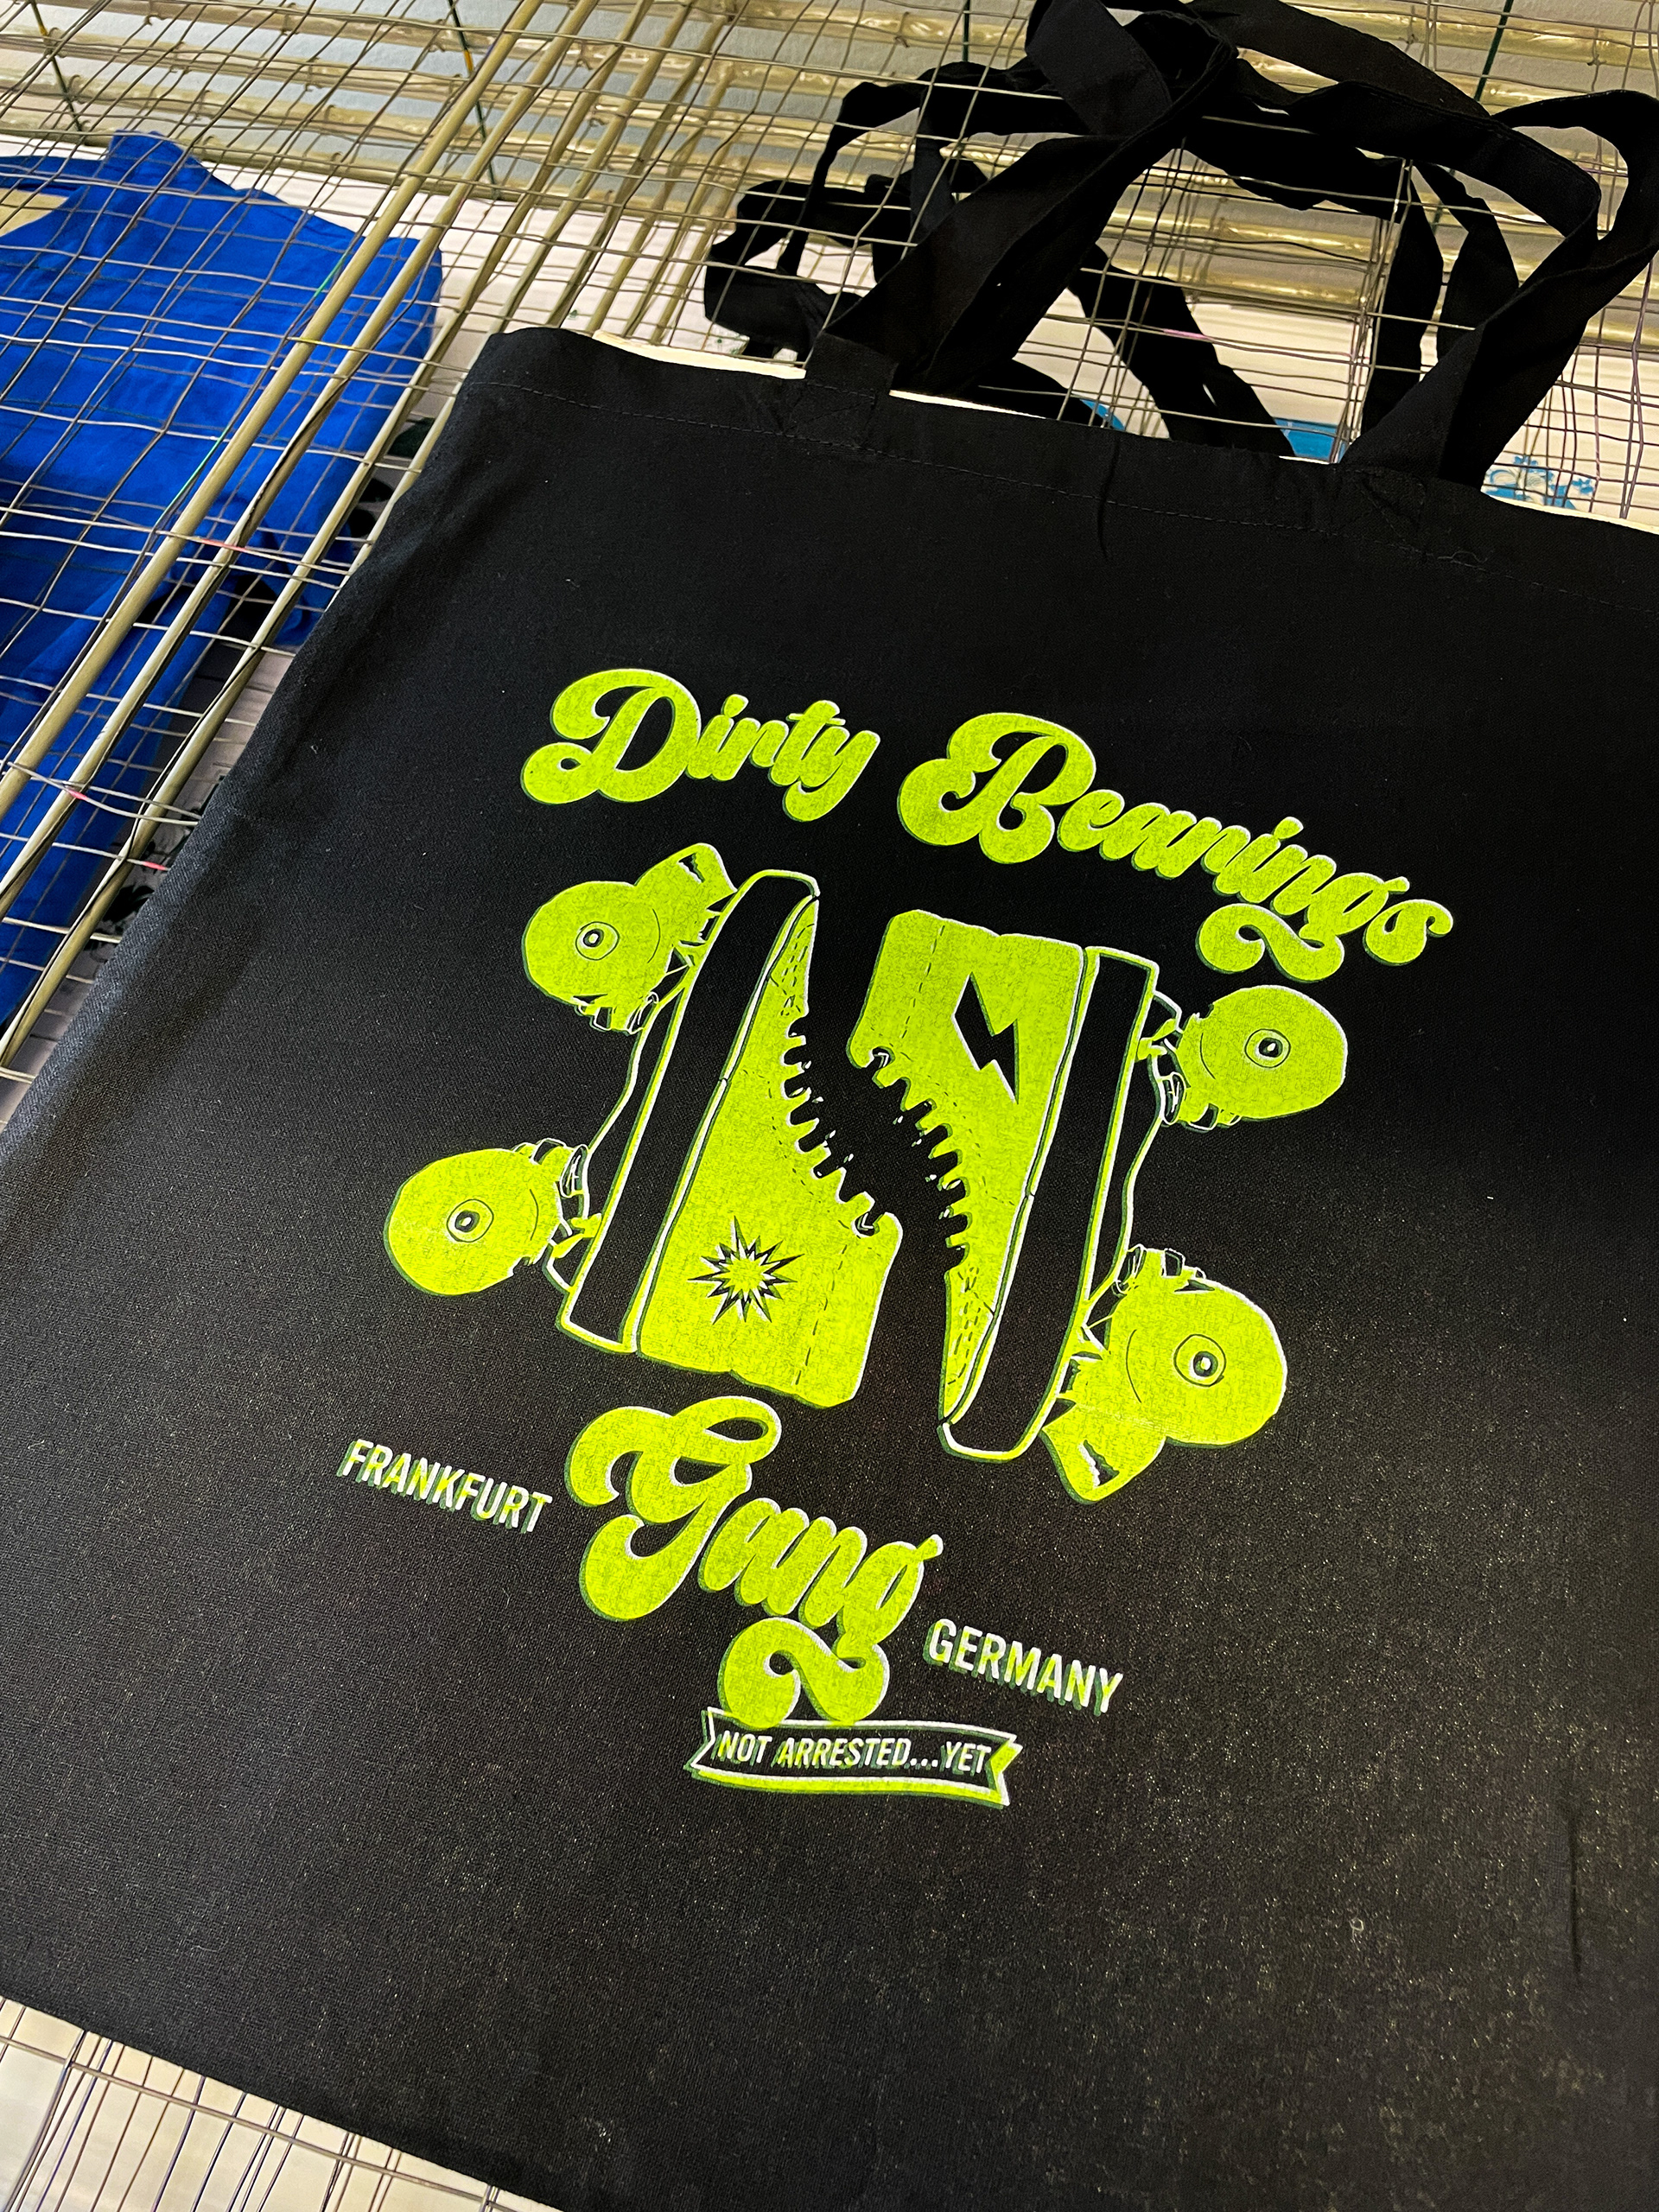 Dirty Bearings
Gang
FRANKFURT
GERMANY
NOT ARRESTED...YET